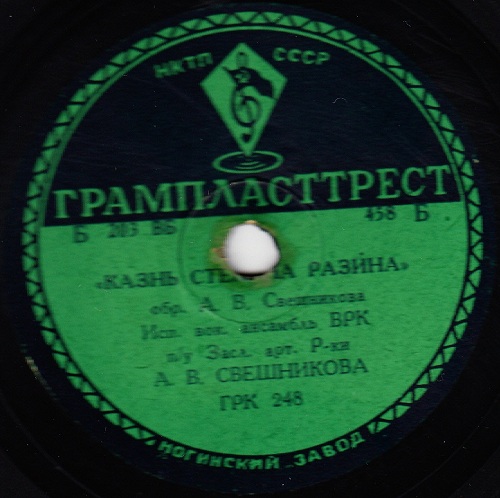 НКТП СССР
ГРАМПЛАСТТРЕСТ
Б 203 ВБ 458 Б
«КАЗНЬ РАЗИНА»
обр. А. В. Свешникова
Исп. вок. ансамбль ВРК
п/у Засл. арт. Р-ки
А. В. СВЕШНИКОВА
ГРК 248
НОГИНСКИЙ ЗАВОД